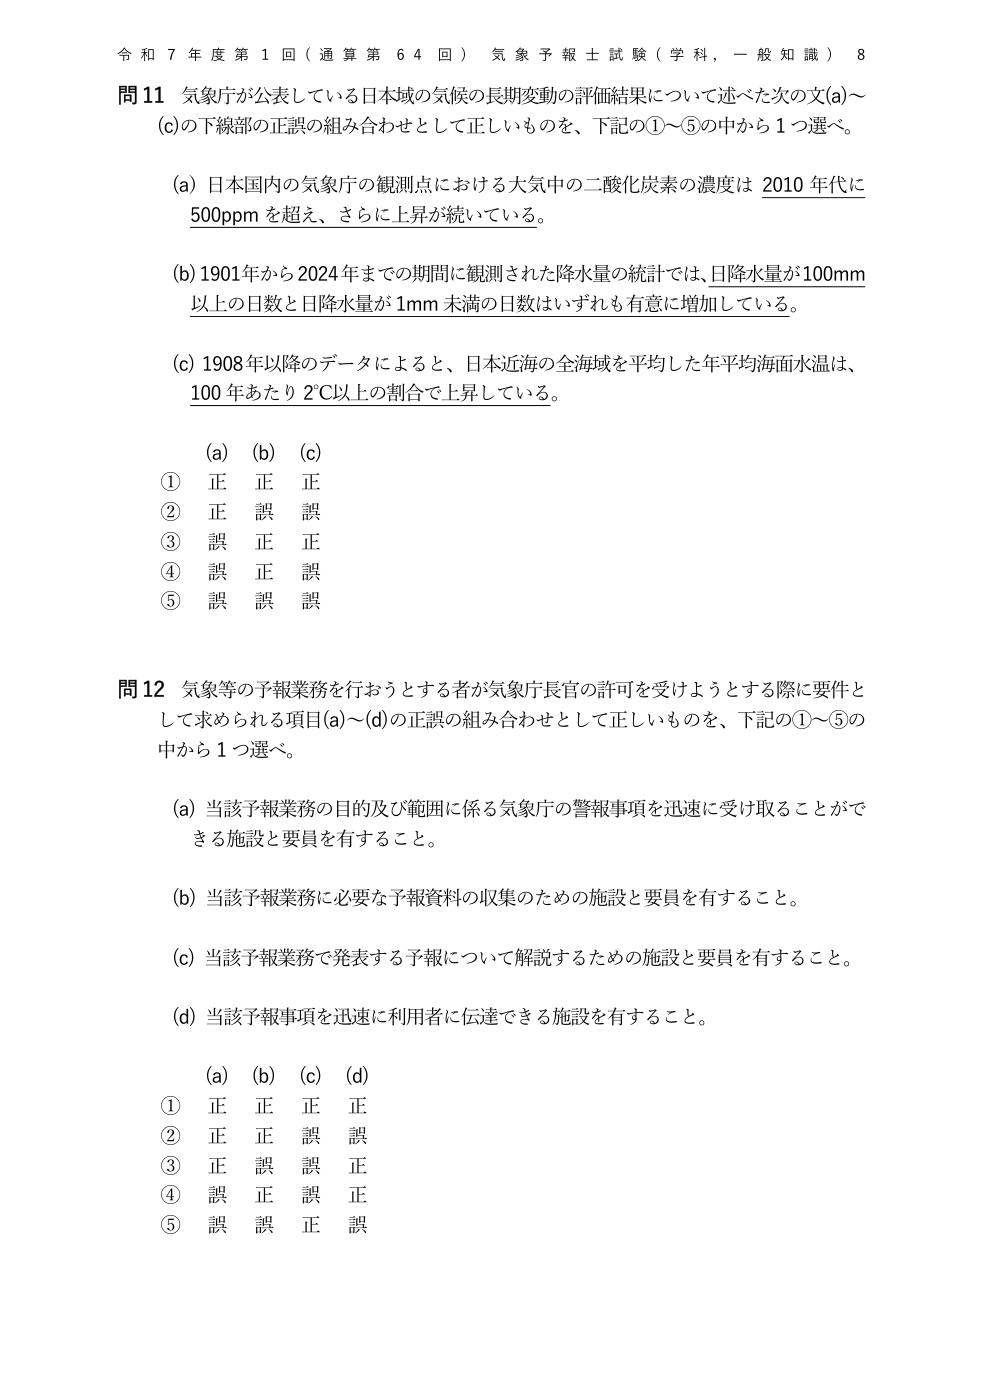 令和7年度第1回(通算第64回) 気象予報士試験(学科,一般知識) 8
問11 気象庁が公表している日本域の気候の長期変動の評価結果について述べた次の文(a)～
(c)の下線部の正誤の組み合わせとして正しいものを、下記の①～⑤の中から1つ選べ。
(a) 日本国内の気象庁の観測点における大気中の二酸化炭素の濃度は 2010 年代に
500ppm を超え、さらに上昇が続いている。
(b) 1901年から2024年までの期間に観測された降水量の統計では、日降水量が100mm
以上の日数と日降水量が 1mm 未満の日数はいずれも有意に増加している。
(c) 1908年以降のデータによると、日本近海の全海域を平均した年平均海面水温は、
100 年あたり 2℃以上の割合で上昇している。
(a) (b) (c)
① 正 正 正
② 正 誤 誤
③ 誤 正 正
④ 誤 正 誤
⑤ 誤 誤 誤
問12 気象等の予報業務を行おうとする者が気象庁長官の許可を受けようとする際に要件と
して求められる項目(a)～(d)の正誤の組み合わせとして正しいものを、下記の①～⑤の
中から1つ選べ。
(a) 当該予報業務の目的及び範囲に係る気象庁の警報事項を迅速に受け取ることがで
きる施設と要員を有すること。
(b) 当該予報業務に必要な予報資料の収集のための施設と要員を有すること。
(c) 当該予報業務で発表する予報について解説するための施設と要員を有すること。
(d) 当該予報事項を迅速に利用者に伝達できる施設を有すること。
(a) (b) (c) (d)
① 正 正 正 正
② 正 正 誤 誤
③ 正 誤 誤 正
④ 誤 正 誤 正
⑤ 誤 誤 正 誤